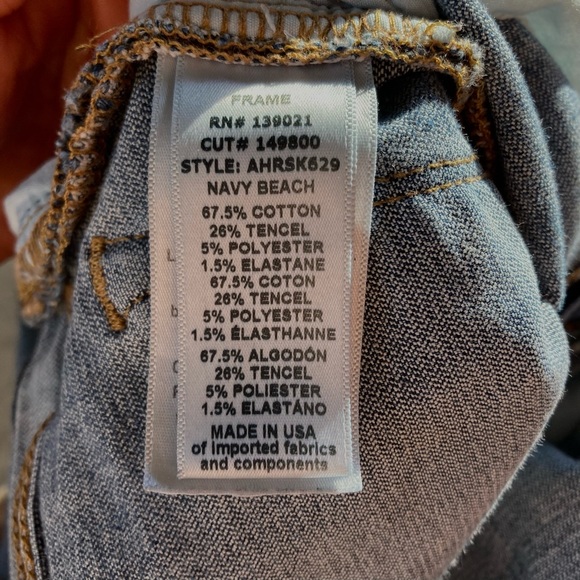 FRAME
RN# 139021
CUT# 149800
STYLE: AHRSK629
NAVY BEACH
67.5% COTTON
26% TENCEL
5% POLYESTER
1.5% ELASTANE
67.5% COTON
26% TENCEL
5% POLYESTER
1.5% ÉLASTHANNE
67.5% ALGODÓN
26% TENCEL
5% POLIESTER
1.5% ELASTÁNO
MADE IN USA
of imported fabrics
and components